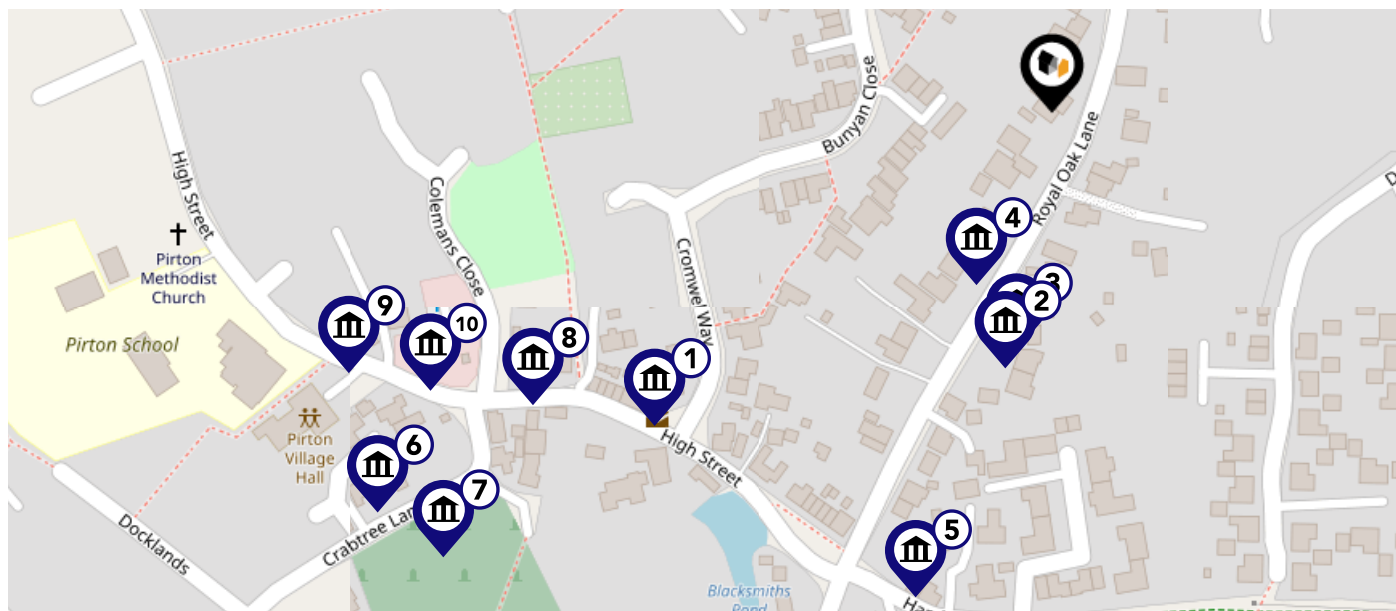 High Street
Pirton
Methodist
Church
Pirton School
Colemans Close
Bunyan Close
Royal Oak Lane
Cromwel Way
4
3
2
9
10
8
1
Pirton
Village
Hall
6
7
5
High Street
Docklands
Crabtree Lan
Blacksmiths
Pond
Ha
D